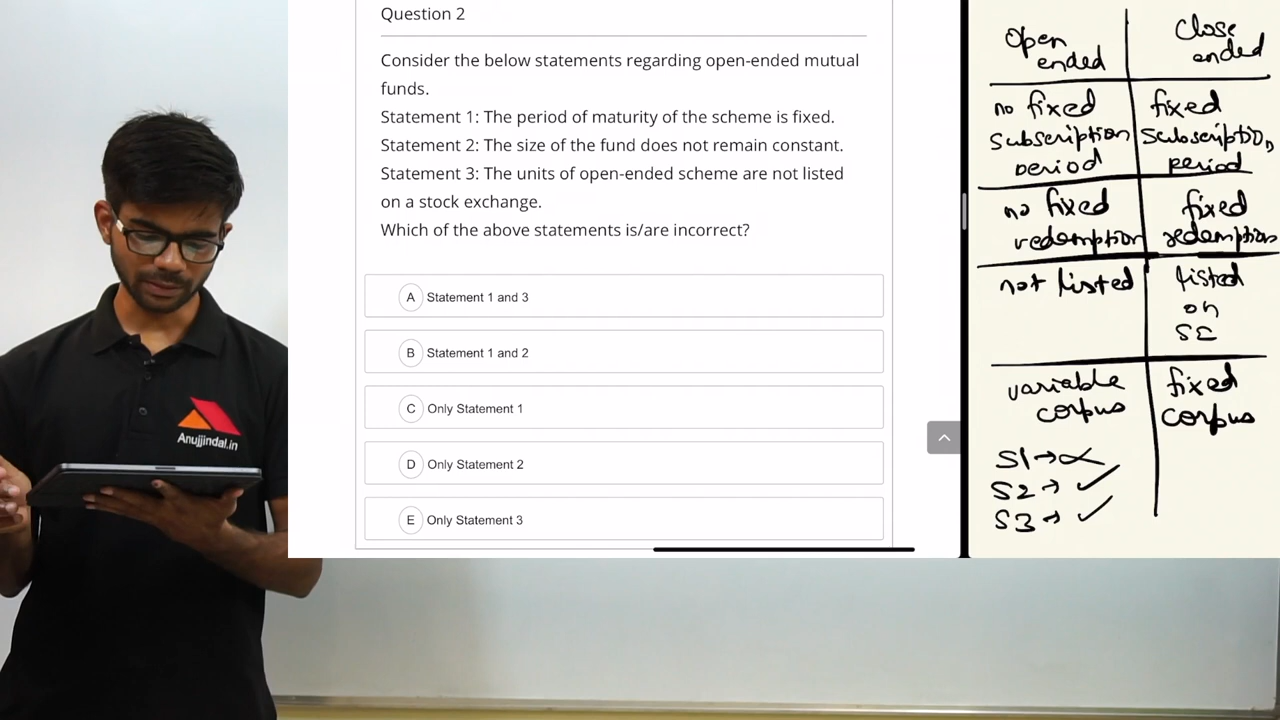 Question 2
Consider the below statements regarding open-ended mutual
funds.
Statement 1: The period of maturity of the scheme is fixed.
Statement 2: The size of the fund does not remain constant.
Statement 3: The units of open-ended scheme are not listed
on a stock exchange.
Which of the above statements is/are incorrect?
A Statement 1 and 3
B Statement 1 and 2
C Only Statement 1
D Only Statement 2
E Only Statement 3
Anujjindal.in
Open
ended
Close
ended
no fixed
subscription
period
fixed
subscription
period
no fixed
redemption
fixed
redemption
not listed
listed
on
SE
variable
corpus
fixed
corpus
S1 → ✗
S2 → ✓
S3 → ✓